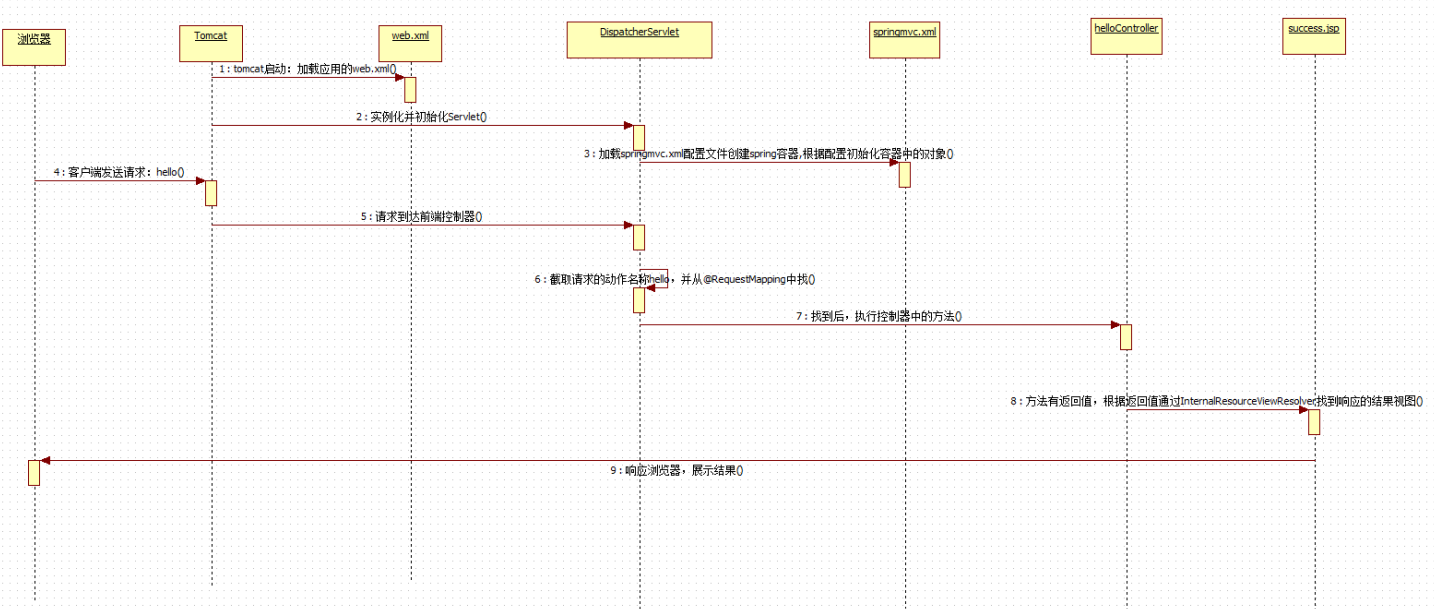 浏览器
Tomcat
web.xml
DispatcherServlet
springmvc.xml
helloController
success.jsp
1 : tomcat启动：加载应用的web.xml()
2 : 实例化并初始化Servlet()
3 : 加载springmvc.xml配置文件创建spring容器,根据配置初始化容器中的对象()
4 : 客户端发送请求：hello()
5 : 请求到达前端控制器()
6 : 截取请求的动作名称hello，并从@RequestMapping中找()
7 : 找到后，执行控制器中的方法()
8 : 方法有返回值，根据返回值通过InternalResourceViewResolver找到响应的结果视图()
9 : 响应浏览器，展示结果()